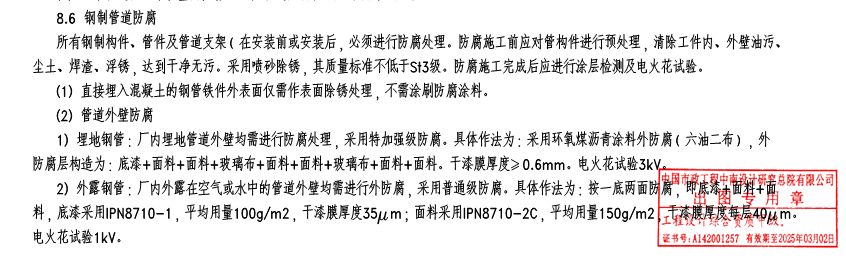 8.6 钢制管道防腐
所有钢制构件、管件及管道支架(在安装前或安装后，必须进行防腐处理。防腐施工前应对管构件进行预处理，清除工件内、外壁油污、
尘土、焊渣、浮锈，达到干净无污。采用喷砂除锈，其质量标准不低于St3级。防腐施工完成后应进行涂层检测及电火花试验。
(1) 直接埋入混凝土的钢管铁件外表面仅需作表面除锈处理，不需涂刷防腐涂料。
(2) 管道外壁防腐
1) 埋地钢管：厂内埋地管道外壁均需进行防腐处理，采用特加强级防腐。具体作法为：采用环氧煤沥青涂料外防腐(六油二布)，外
防腐层构造为：底漆+面料+面料+玻璃布+面料+面料+玻璃布+面料+面料。干漆膜厚度≥0.6mm。电火花试验3kV。
2) 外露钢管：厂内外露在空气或水中的管道外壁均需进行外防腐，采用普通级防腐。具体作法为：按一底两面防腐，即底漆+面料+面
料，底漆采用IPN8710-1，平均用量100g/m2，干漆膜厚度35μm；面料采用IPN8710-2C，平均用量150g/m2，干漆膜厚度每层40μm。
电火花试验1kV。
中国市政工程中南设计研究总院有限公司
出图专用章
工程设计综合资质甲级。
证书号：A142001257 有效期至2025年03月02日